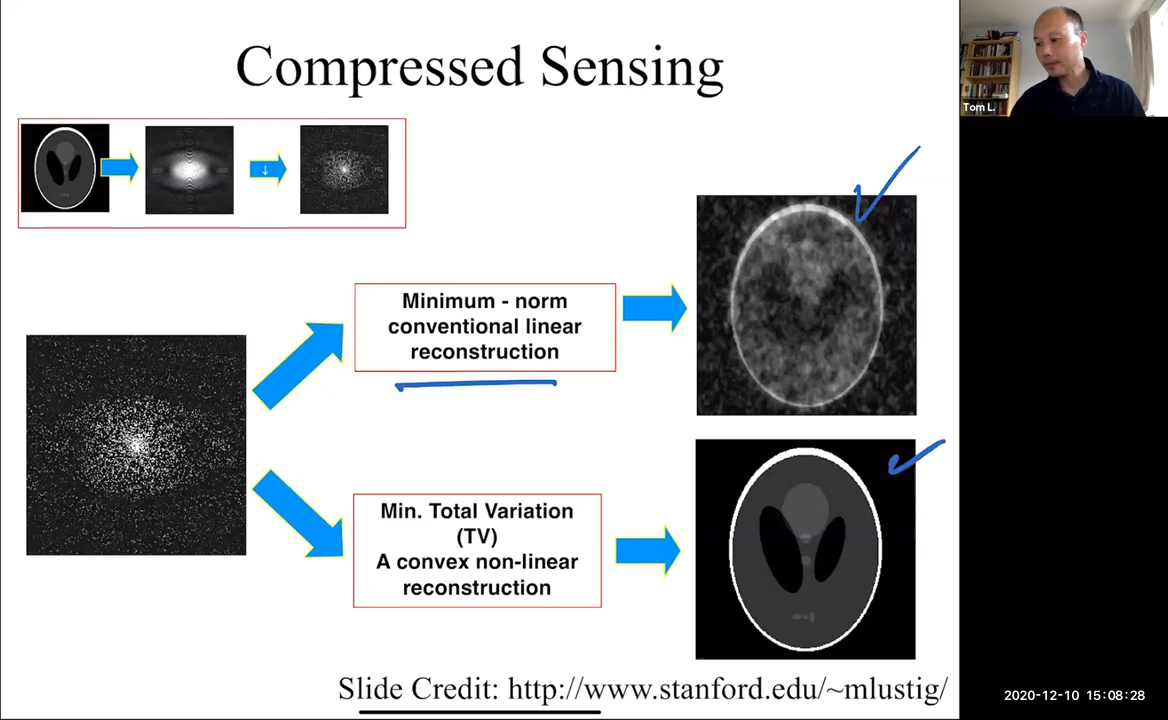 Compressed Sensing
Tom L.
↓
Minimum - norm
conventional linear
reconstruction
Min. Total Variation
(TV)
A convex non-linear
reconstruction
Slide Credit: http://www.stanford.edu/~mlustig/
2020-12-10 15:08:28